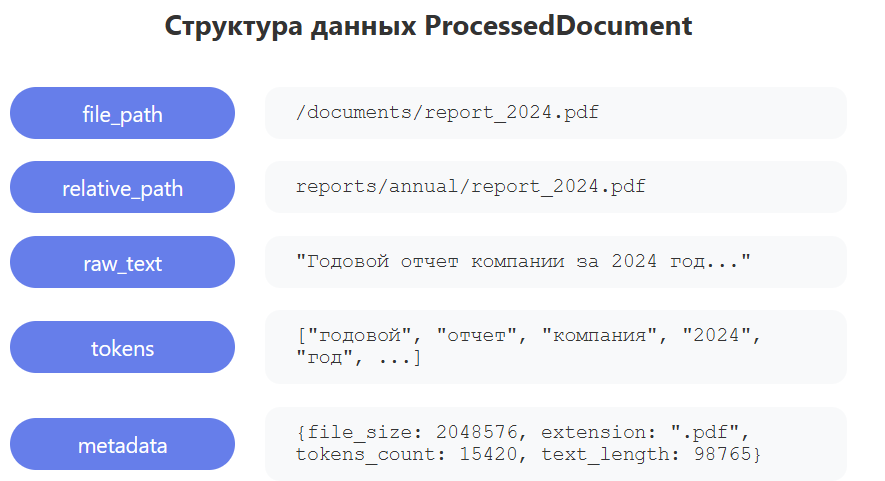 Структура данных ProcessedDocument
file_path
/documents/report_2024.pdf
relative_path
reports/annual/report_2024.pdf
raw_text
"Годовой отчет компании за 2024 год..."
tokens
["годовой", "отчет", "компания", "2024",
"год", ...]
metadata
{file_size: 2048576, extension: ".pdf",
tokens_count: 15420, text_length: 98765}